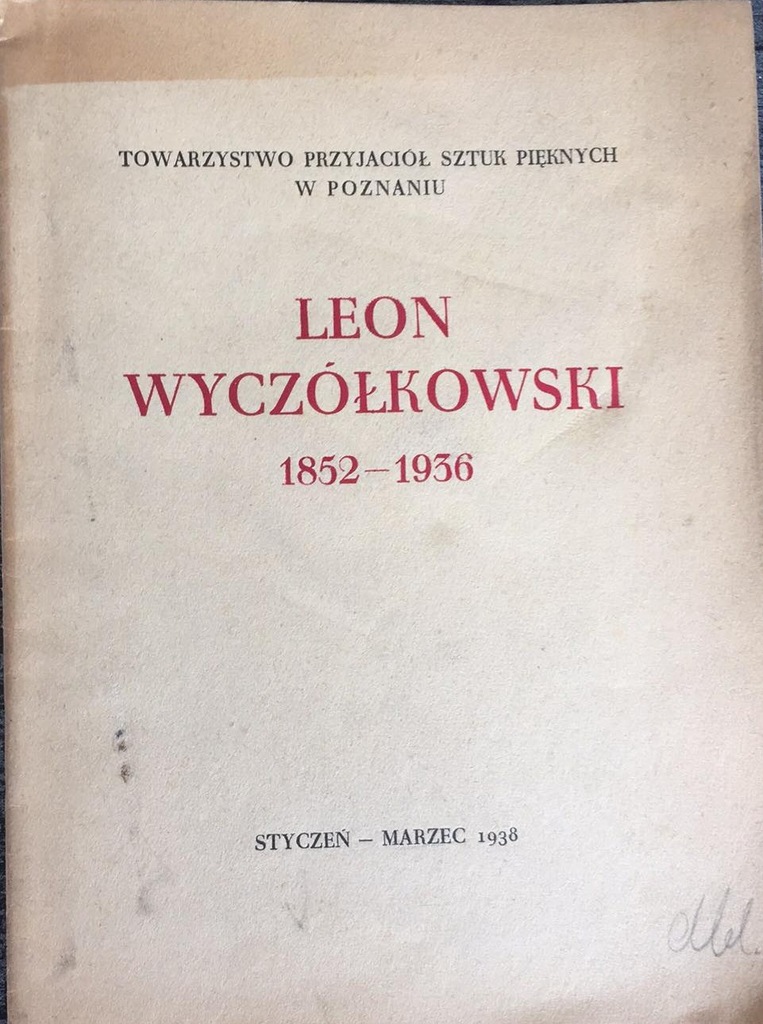 TOWARZYSTWO PRZYJACIÓŁ SZTUK PIĘKNYCH
W POZNANIU
LEON
WYCZÓŁKOWSKI
1852–1936
STYCZEŃ – MARZEC 1938